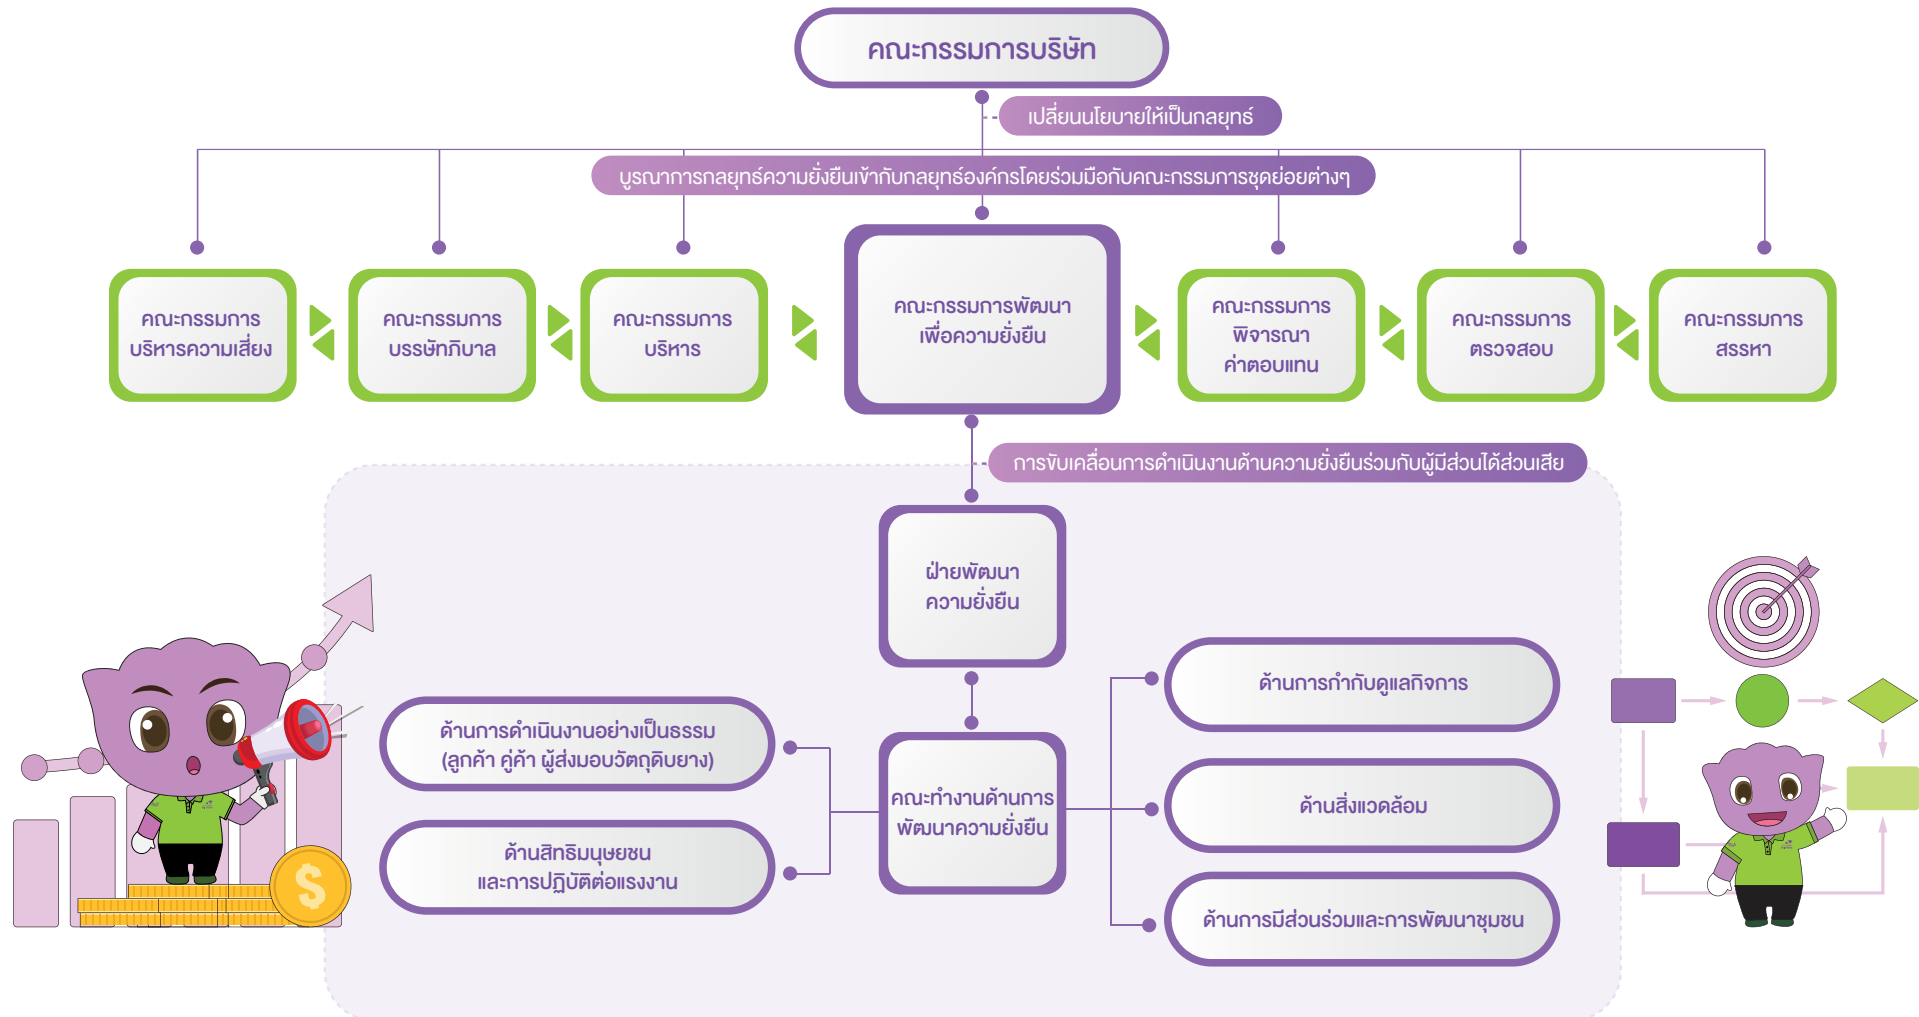 คณะกรรมการบริษัท
เปลี่ยนนโยบายให้เป็นกลยุทธ์
บูรณาการกลยุทธ์ความยั่งยืนเข้ากับกลยุทธ์องค์กรโดยร่วมมือกับคณะกรรมการชุดย่อยต่างๆ
คณะกรรมการ
บริหารความเสี่ยง
คณะกรรมการ
บรรษัทภิบาล
คณะกรรมการ
บริหาร
คณะกรรมการพัฒนา
เพื่อความยั่งยืน
คณะกรรมการ
พิจารณา
ค่าตอบแทน
คณะกรรมการ
ตรวจสอบ
คณะกรรมการ
สรรหา
การขับเคลื่อนการดำเนินงานด้านความยั่งยืนร่วมกับผู้มีส่วนได้ส่วนเสีย
ฝ่ายพัฒนา
ความยั่งยืน
ด้านการดำเนินงานอย่างเป็นธรรม
(ลูกค้า คู่ค้า ผู้ส่งมอบวัตถุดิบยาง)
ด้านสิทธิมนุษยชน
และการปฏิบัติต่อแรงงาน
คณะทำงานด้านการ
พัฒนาความยั่งยืน
ด้านการกำกับดูแลกิจการ
ด้านสิ่งแวดล้อม
ด้านการมีส่วนร่วมและการพัฒนาชุมชน
$